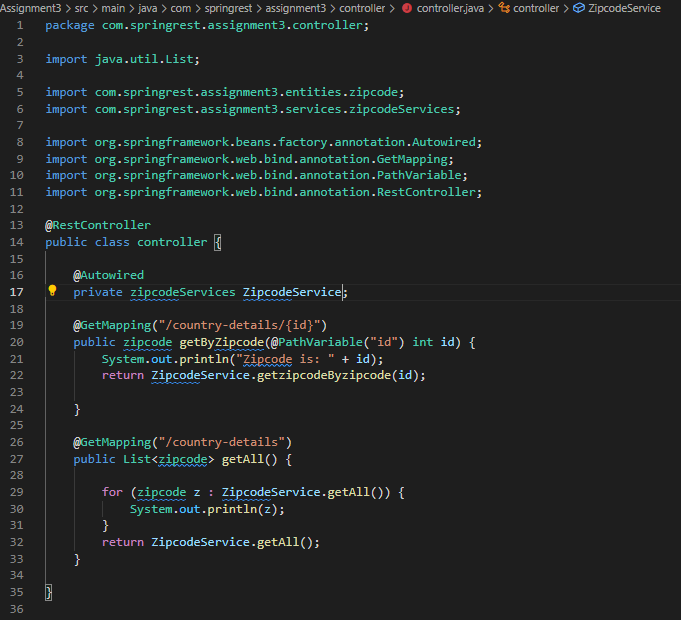 Assignment3 > src > main > java > com > springrest > assignment3 > controller > controller.java > controller > ZipcodeService
1 package com.springrest.assignment3.controller;
2
3 import java.util.List;
4
5 import com.springrest.assignment3.entities.zipcode;
6 import com.springrest.assignment3.services.zipcodeServices;
7
8 import org.springframework.beans.factory.annotation.Autowired;
9 import org.springframework.web.bind.annotation.GetMapping;
10 import org.springframework.web.bind.annotation.PathVariable;
11 import org.springframework.web.bind.annotation.RestController;
12
13 @RestController
14 public class controller {
15
16 @Autowired
17 private zipcodeServices ZipcodeService;
18
19 @GetMapping("/country-details/{id}")
20 public zipcode getByZipcode(@PathVariable("id") int id) {
21 System.out.println("Zipcode is: " + id);
22 return ZipcodeService.getzipcodeByzipcode(id);
23
24 }
25
26 @GetMapping("/country-details")
27 public List<zipcode> getAll() {
28
29 for (zipcode z : ZipcodeService.getAll()) {
30 System.out.println(z);
31 }
32 return ZipcodeService.getAll();
33 }
34
35 }
36